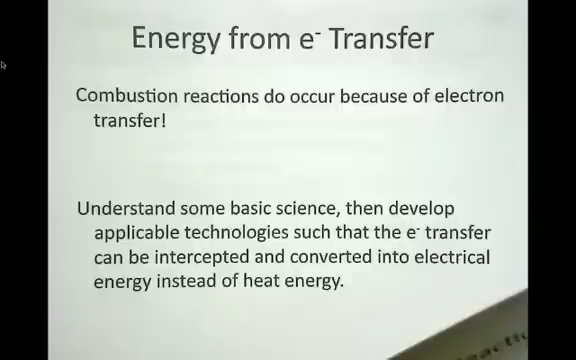 Energy from e- Transfer
Combustion reactions do occur because of electron
transfer!
Understand some basic science, then develop
applicable technologies such that the e- transfer
can be intercepted and converted into electrical
energy instead of heat energy.